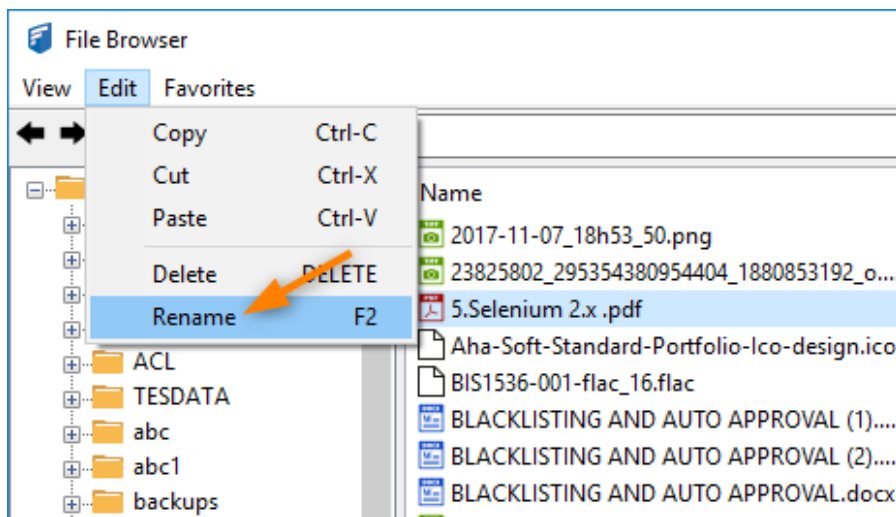 File Browser
View Edit Favorites
Copy Ctrl-C
Cut Ctrl-X
Paste Ctrl-V
Delete DELETE
Rename F2
ACL
TESDATA
abc
abc1
backups
Name
2017-11-07_18h53_50.png
23825802_295354380954404_1880853192_o....
5.Selenium 2.x .pdf
Aha-Soft-Standard-Portfolio-Ico-design.ico
BIS1536-001-flac_16.flac
BLACKLISTING AND AUTO APPROVAL (1)....
BLACKLISTING AND AUTO APPROVAL (2)....
BLACKLISTING AND AUTO APPROVAL.docx